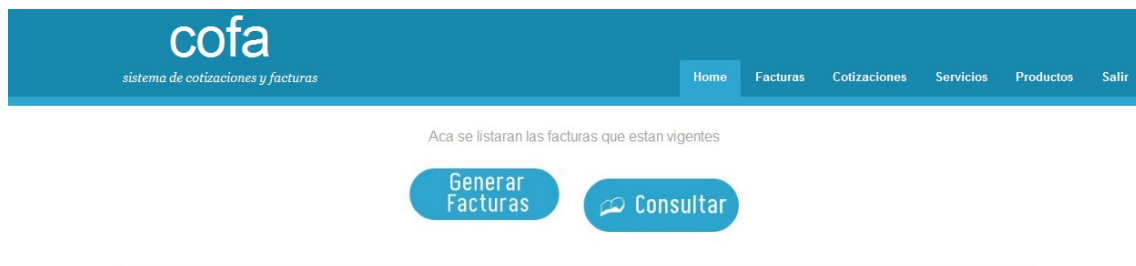 cofa
sistema de cotizaciones y facturas
Home Facturas Cotizaciones Servicios Productos Salir
Aca se listaran las facturas que estan vigentes
Generar
Facturas
Consultar